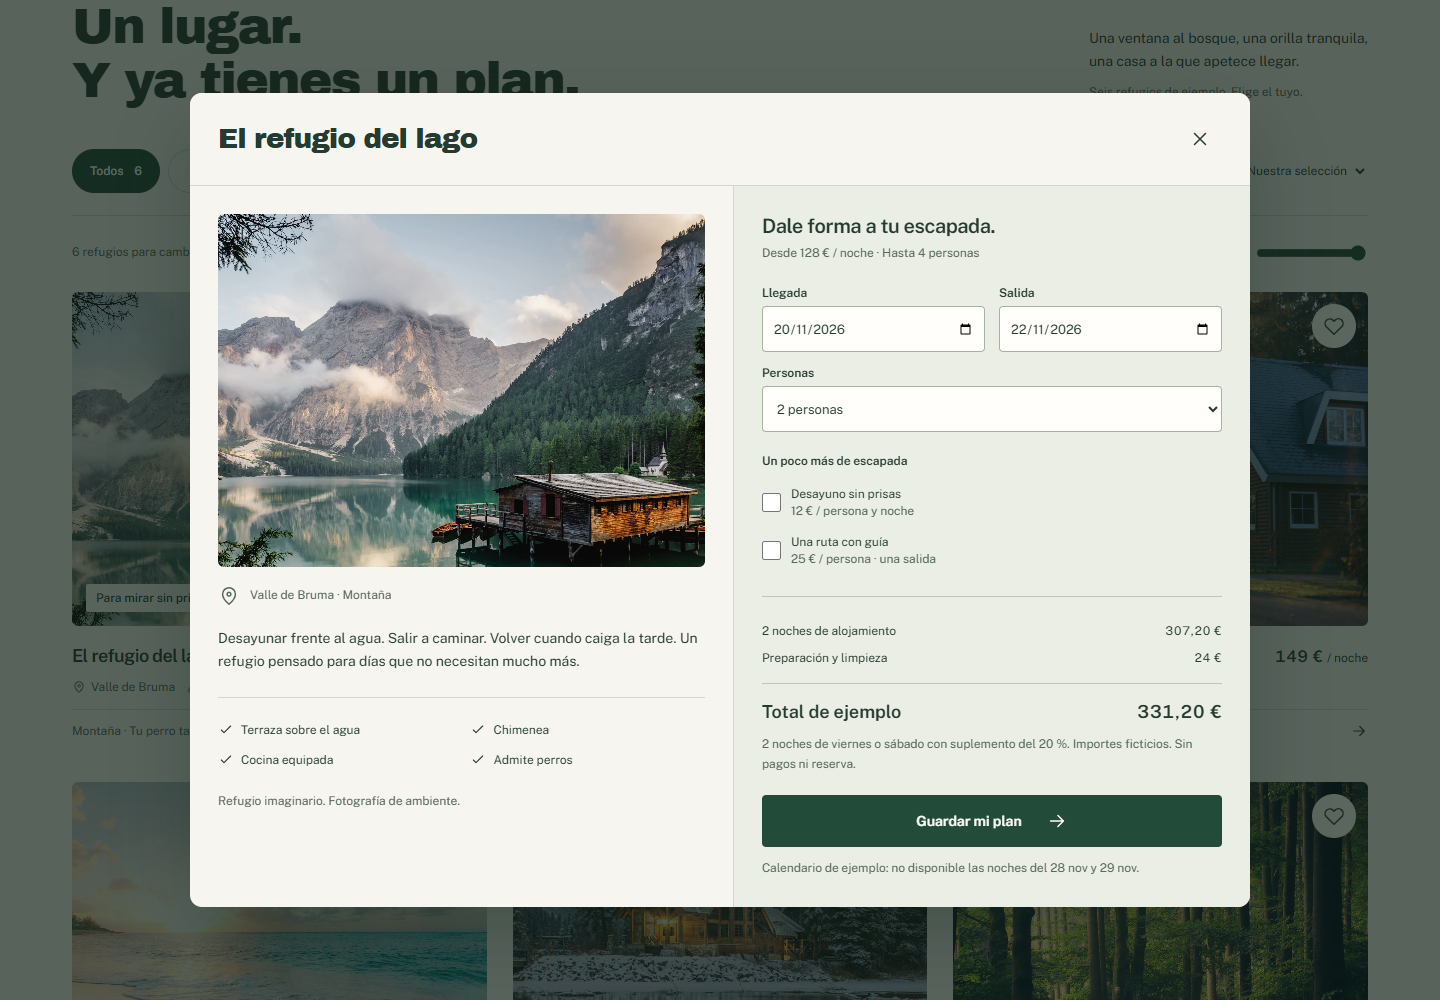 Un lugar.
Y ya tienes un plan.
Una ventana al bosque, una orilla tranquila,
una casa a la que apetece llegar.
Seis refugios de ejemplo. Elige el tuyo.
Todos 6
Nuestra selección
6 refugios para
El refugio del lago
Dale forma a tu escapada.
Desde 128 € / noche · Hasta 4 personas
Llegada
Salida
20/11/2026
22/11/2026
Personas
2 personas
Un poco más de escapada
Desayuno sin prisas
12 € / persona y noche
Una ruta con guía
25 € / persona · una salida
2 noches de alojamiento
307,20 €
Preparación y limpieza
24 €
Total de ejemplo
331,20 €
2 noches de viernes o sábado con suplemento del 20 %. Importes ficticios. Sin
pagos ni reserva.
Guardar mi plan
Calendario de ejemplo: no disponible las noches del 28 nov y 29 nov.
Valle de Bruma · Montaña
Desayunar frente al agua. Salir a caminar. Volver cuando caiga la tarde. Un
refugio pensado para días que no necesitan mucho más.
Terraza sobre el agua
Chimenea
Cocina equipada
Admite perros
Refugio imaginario. Fotografía de ambiente.
Para mirar sin
El refugio del
Valle de Bruma
Montaña · Tu perro
149 € / noche